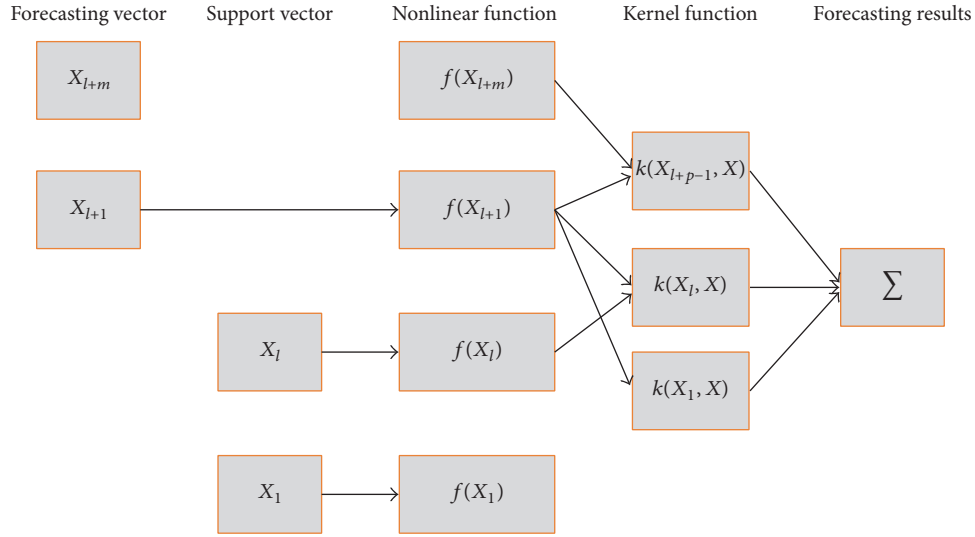 Forecasting vector Support vector Nonlinear function Kernel function Forecasting results
X_{l+m} f(X_{l+m})
k(X_{l+p−1}, X)
X_{l+1} f(X_{l+1})
k(X_l, X) ∑
X_l f(X_l)
k(X_1, X)
X_1 f(X_1)